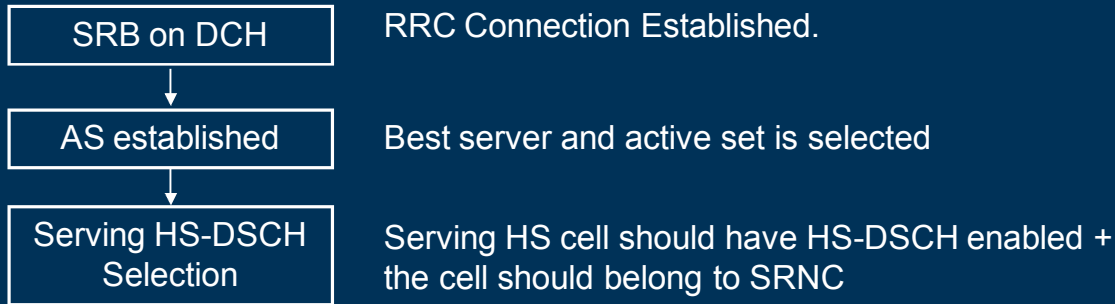 SRB on DCH
RRC Connection Established.
AS established
Best server and active set is selected
Serving HS-DSCH
Selection
Serving HS cell should have HS-DSCH enabled +
the cell should belong to SRNC